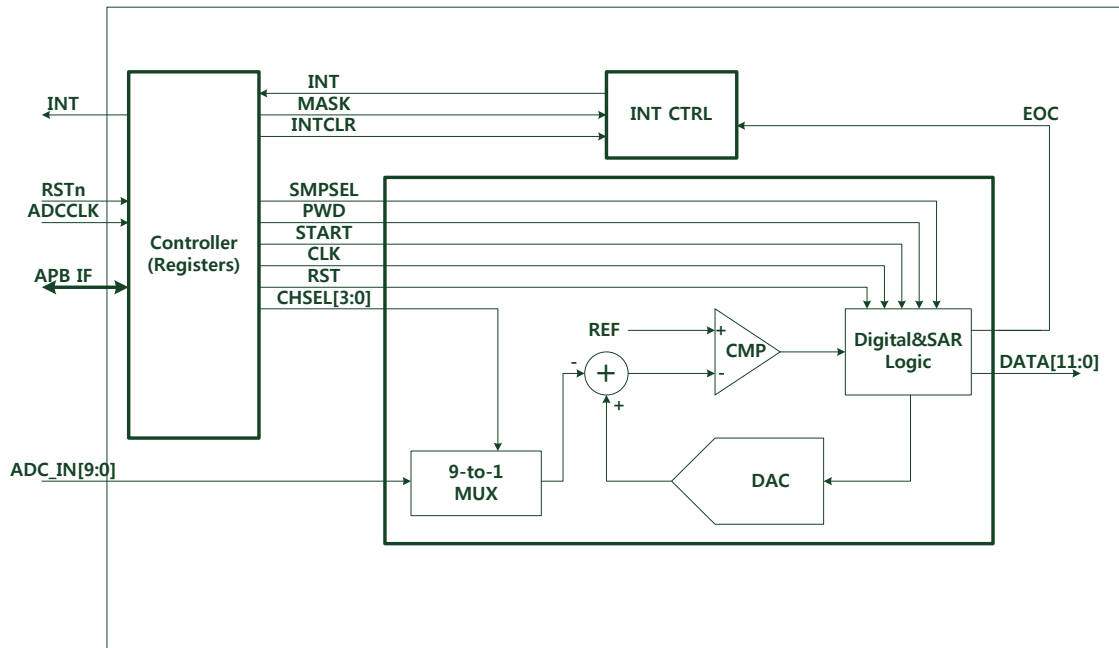 INT
MASK
INTCLR
INT
INT CTRL
EOC
RSTn
ADCCLK
APB IF
Controller
(Registers)
SMPSEL
PWD
START
CLK
RST
CHSEL[3:0]
REF
+
CMP
-
-
+
+
Digital&SAR
Logic
DATA[11:0]
ADC_IN[9:0]
9-to-1
MUX
DAC